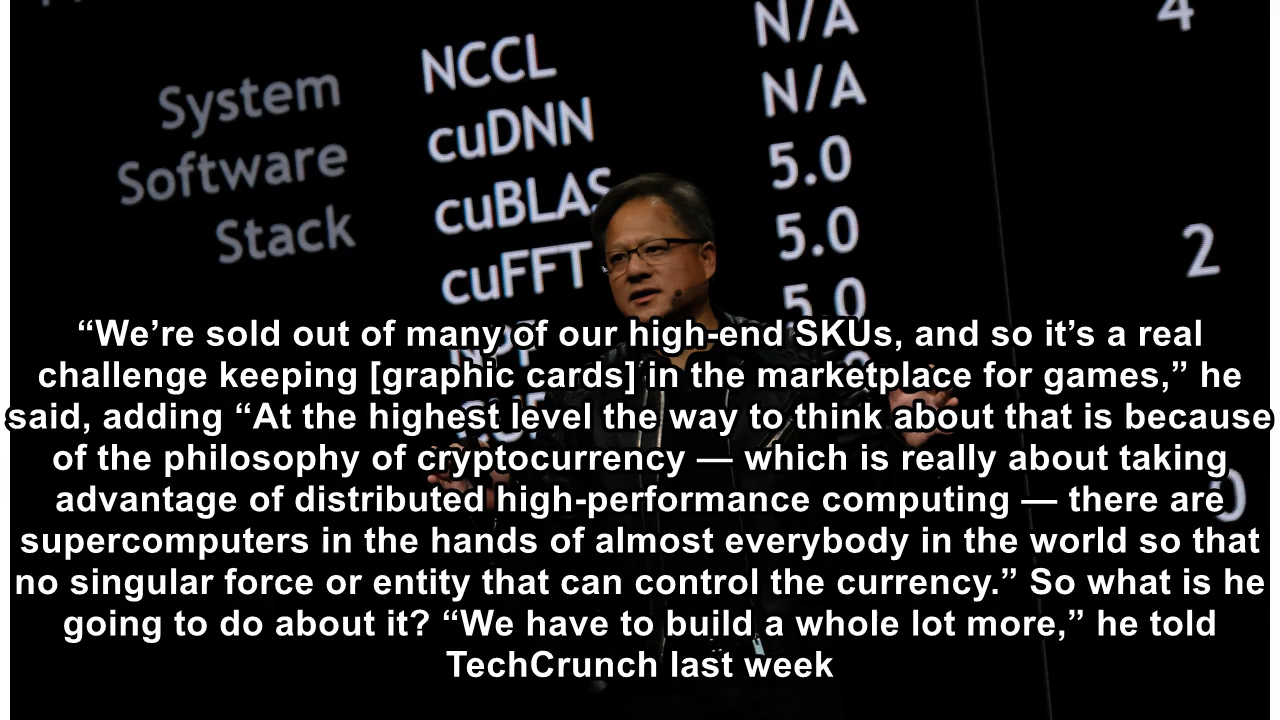 N/A
4
System
NCCL
N/A
Software
cuDNN
5.0
Stack
cuBLAS
5.0
2
cuFFT
5.0
“We’re sold out of many of our high-end SKUs, and so it’s a real
challenge keeping [graphic cards] in the marketplace for games,” he
said, adding “At the highest level the way to think about that is because
of the philosophy of cryptocurrency — which is really about taking
advantage of distributed high-performance computing — there are
supercomputers in the hands of almost everybody in the world so that
no singular force or entity that can control the currency.” So what is he
going to do about it? “We have to build a whole lot more,” he told
TechCrunch last week
0